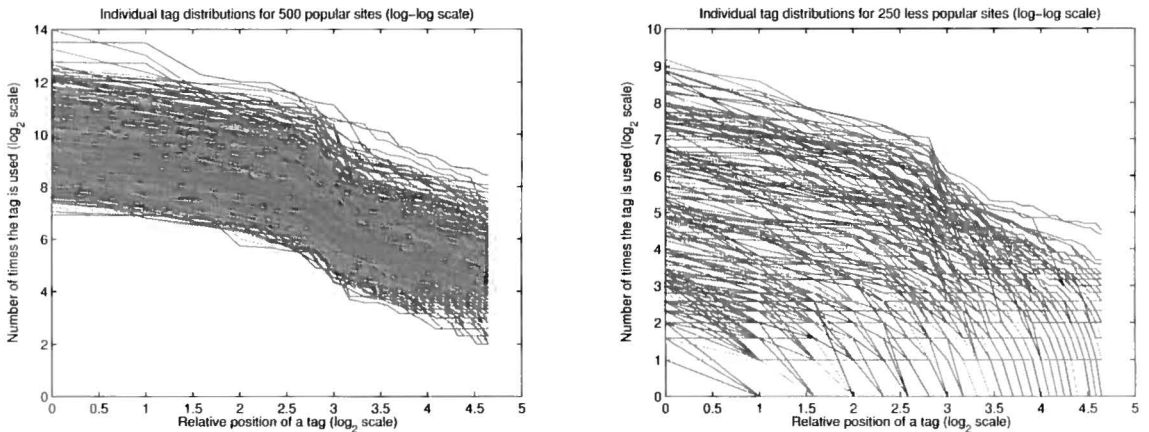 Individual tag distributions for 500 popular sites (log-log scale)
14
12
10
8
6
4
2
0
Number of times the tag is used (log2 scale)
0 0.5 1 1.5 2 2.5 3 3.5 4 4.5 5
Relative position of a tag (log2 scale)
Individual tag distributions for 250 less popular sites (log-log scale)
10
9
8
7
6
5
4
3
2
1
0
Number of times the tag is used (log2 scale)
0 0.5 1 1.5 2 2.5 3 3.5 4 4.5 5
Relative position of a tag (log2 scale)